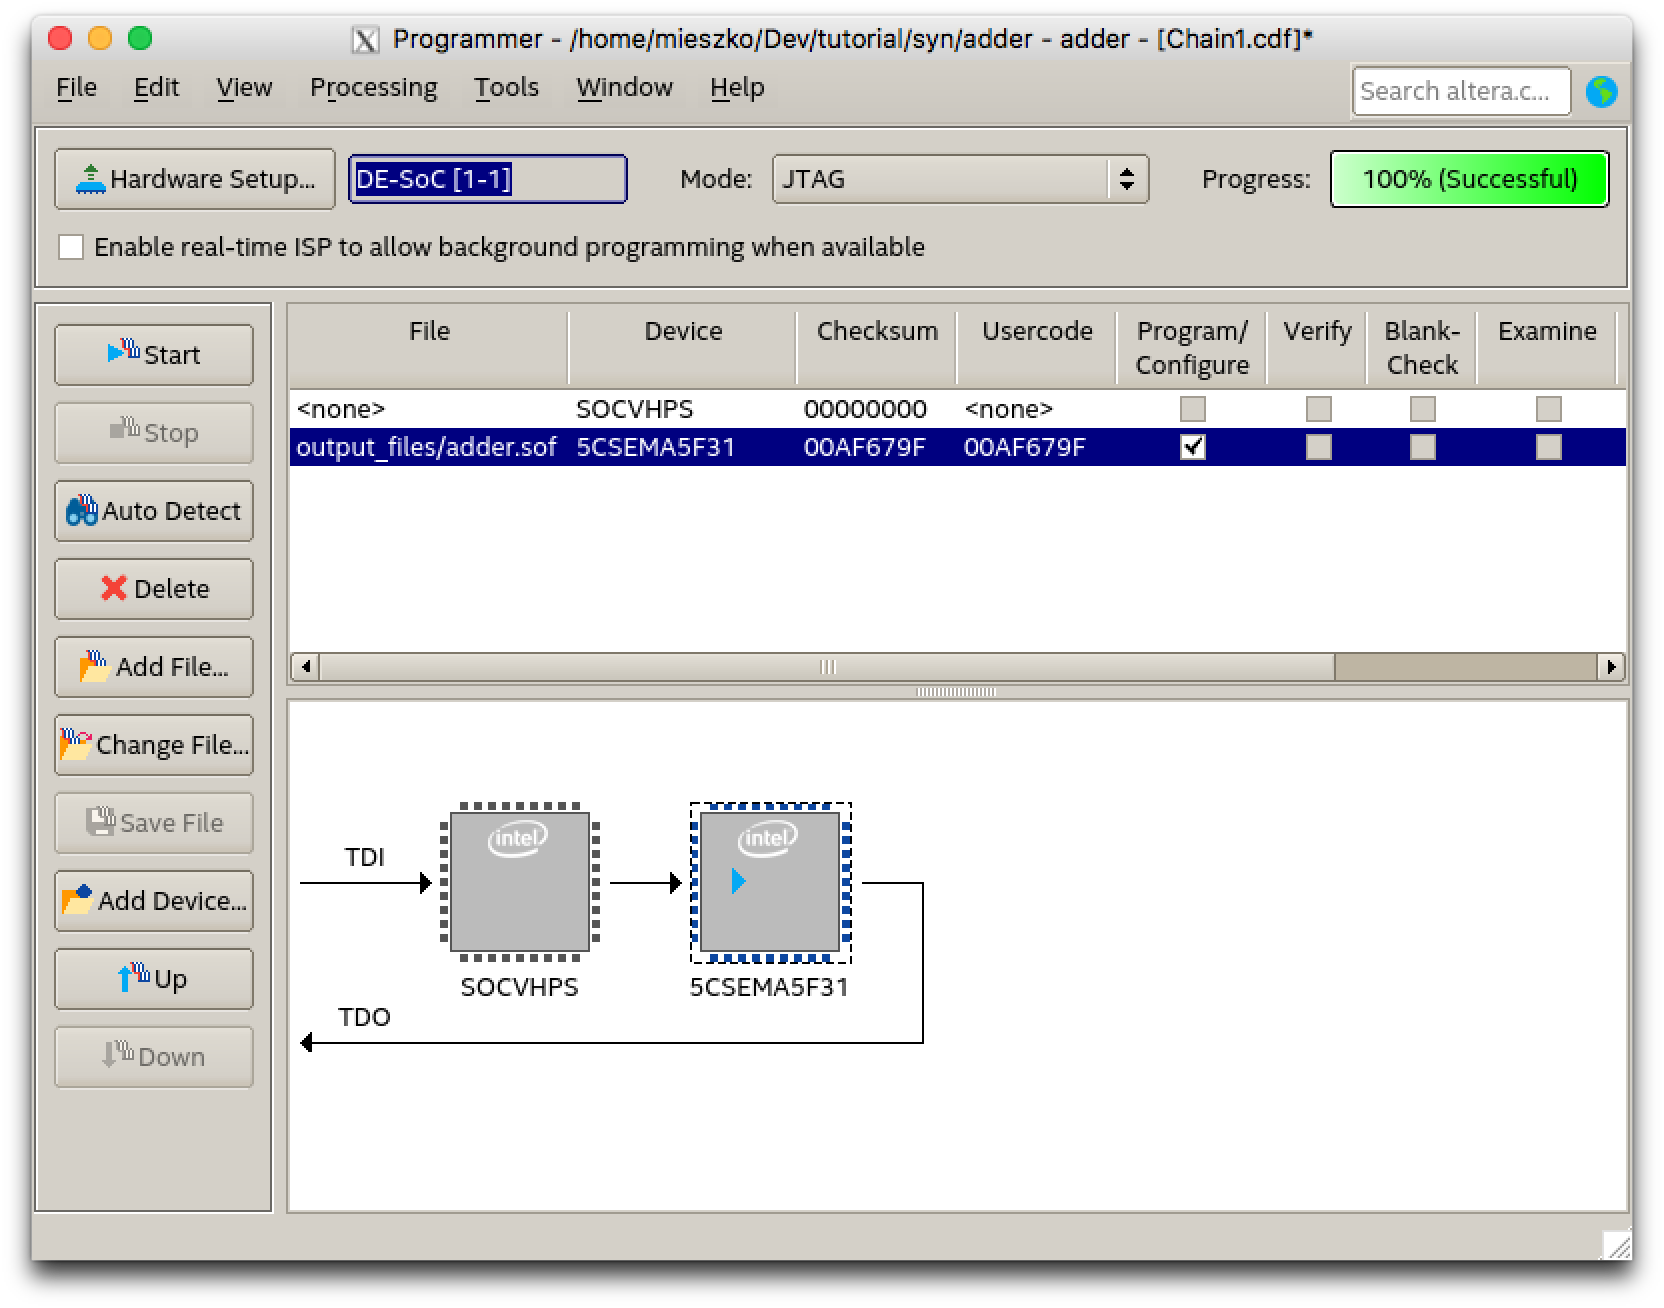 Programmer - /home/mieszko/Dev/tutorial/syn/adder - adder - [Chain1.cdf]*
File Edit View Processing Tools Window Help Search altera.c...
Hardware Setup... DE-SoC [1-1] Mode: JTAG Progress: 100% (Successful)
Enable real-time ISP to allow background programming when available
Start
Stop
Auto Detect
Delete
Add File...
Change File...
Save File
Add Device...
Up
Down
File Device Checksum Usercode Program/ Verify Blank- Examine
Configure Check
<none> SOCVHPS 00000000 <none>
output_files/adder.sof 5CSEMA5F31 00AF679F 00AF679F
intel intel
TDI
SOCVHPS 5CSEMA5F31
TDO